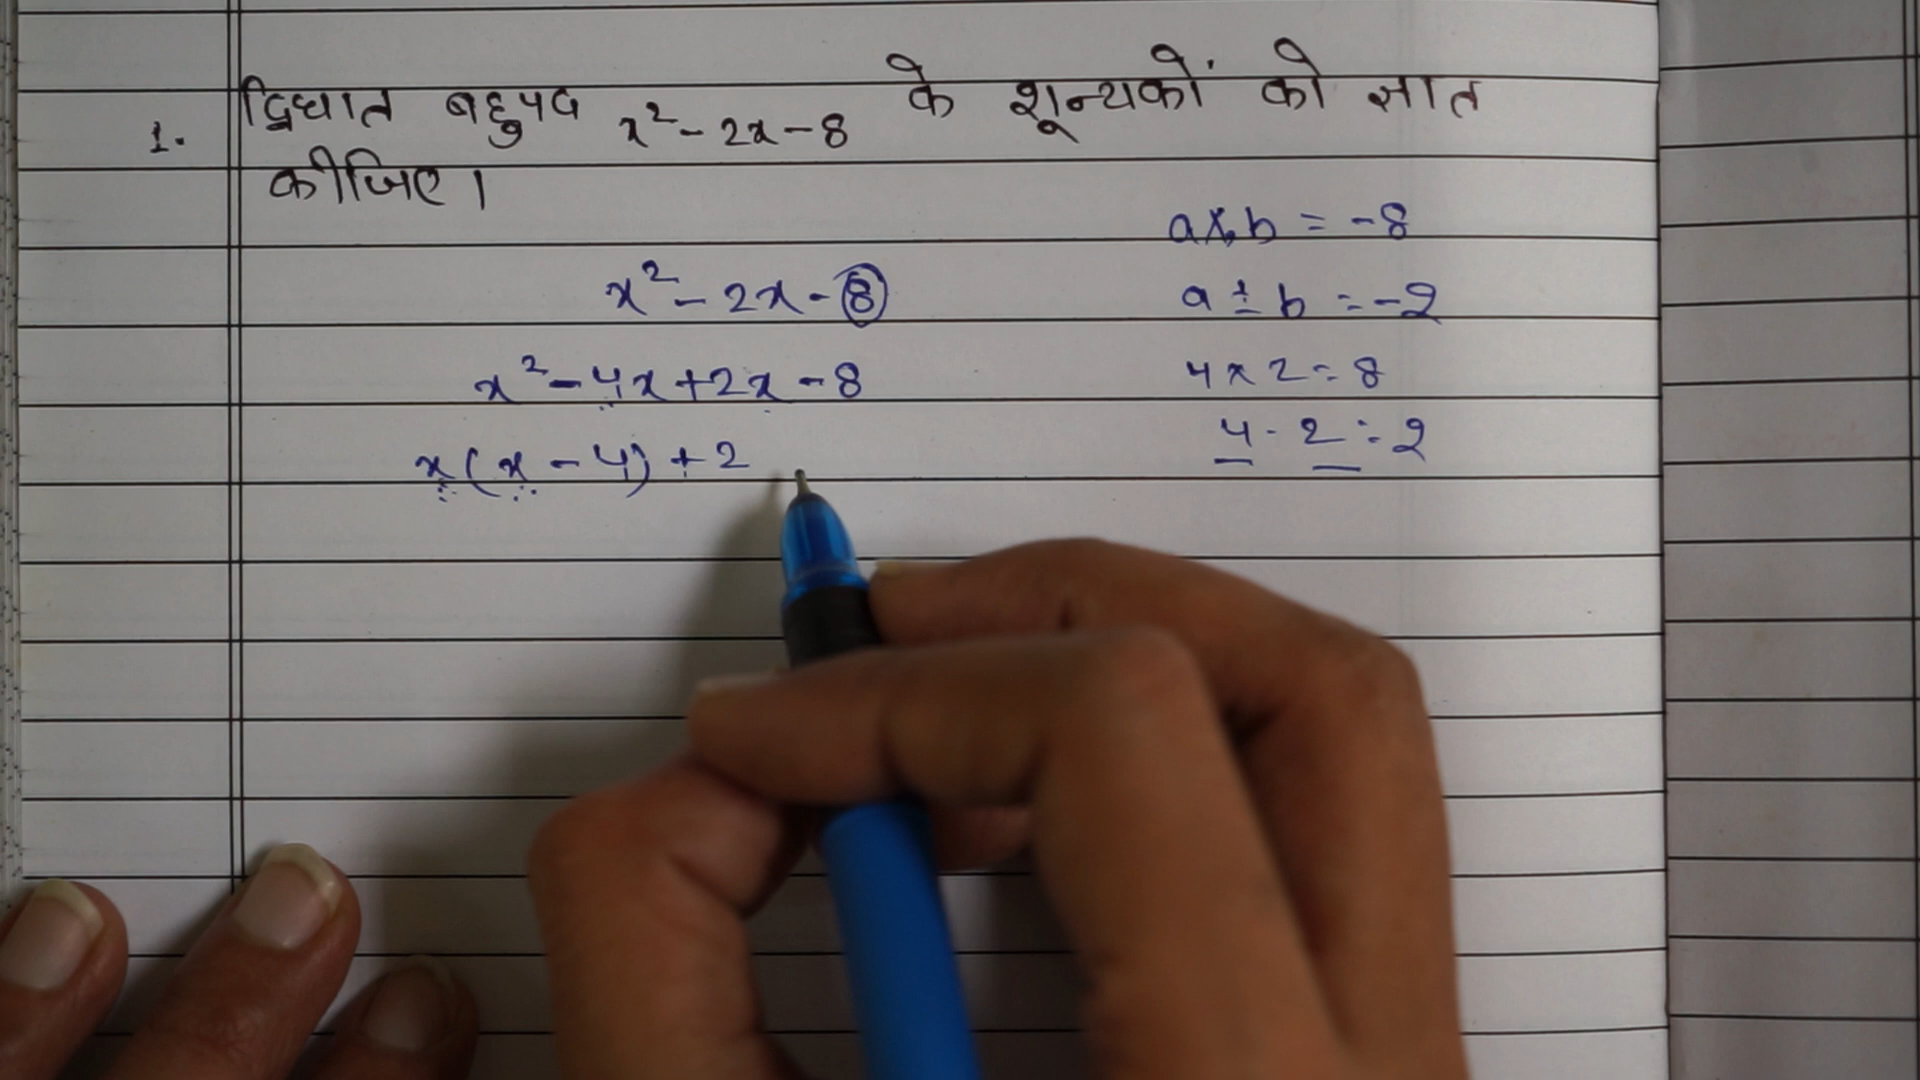 1. द्विघात बहुपद x² - 2x - 8 के शून्यकों को ज्ञात
कीजिए।
a × b = -8
x² - 2x - 8
a ± b = -2
x² - 4x + 2x - 8
4 × 2 = 8
x(x - 4) + 2
4 - 2 = 2